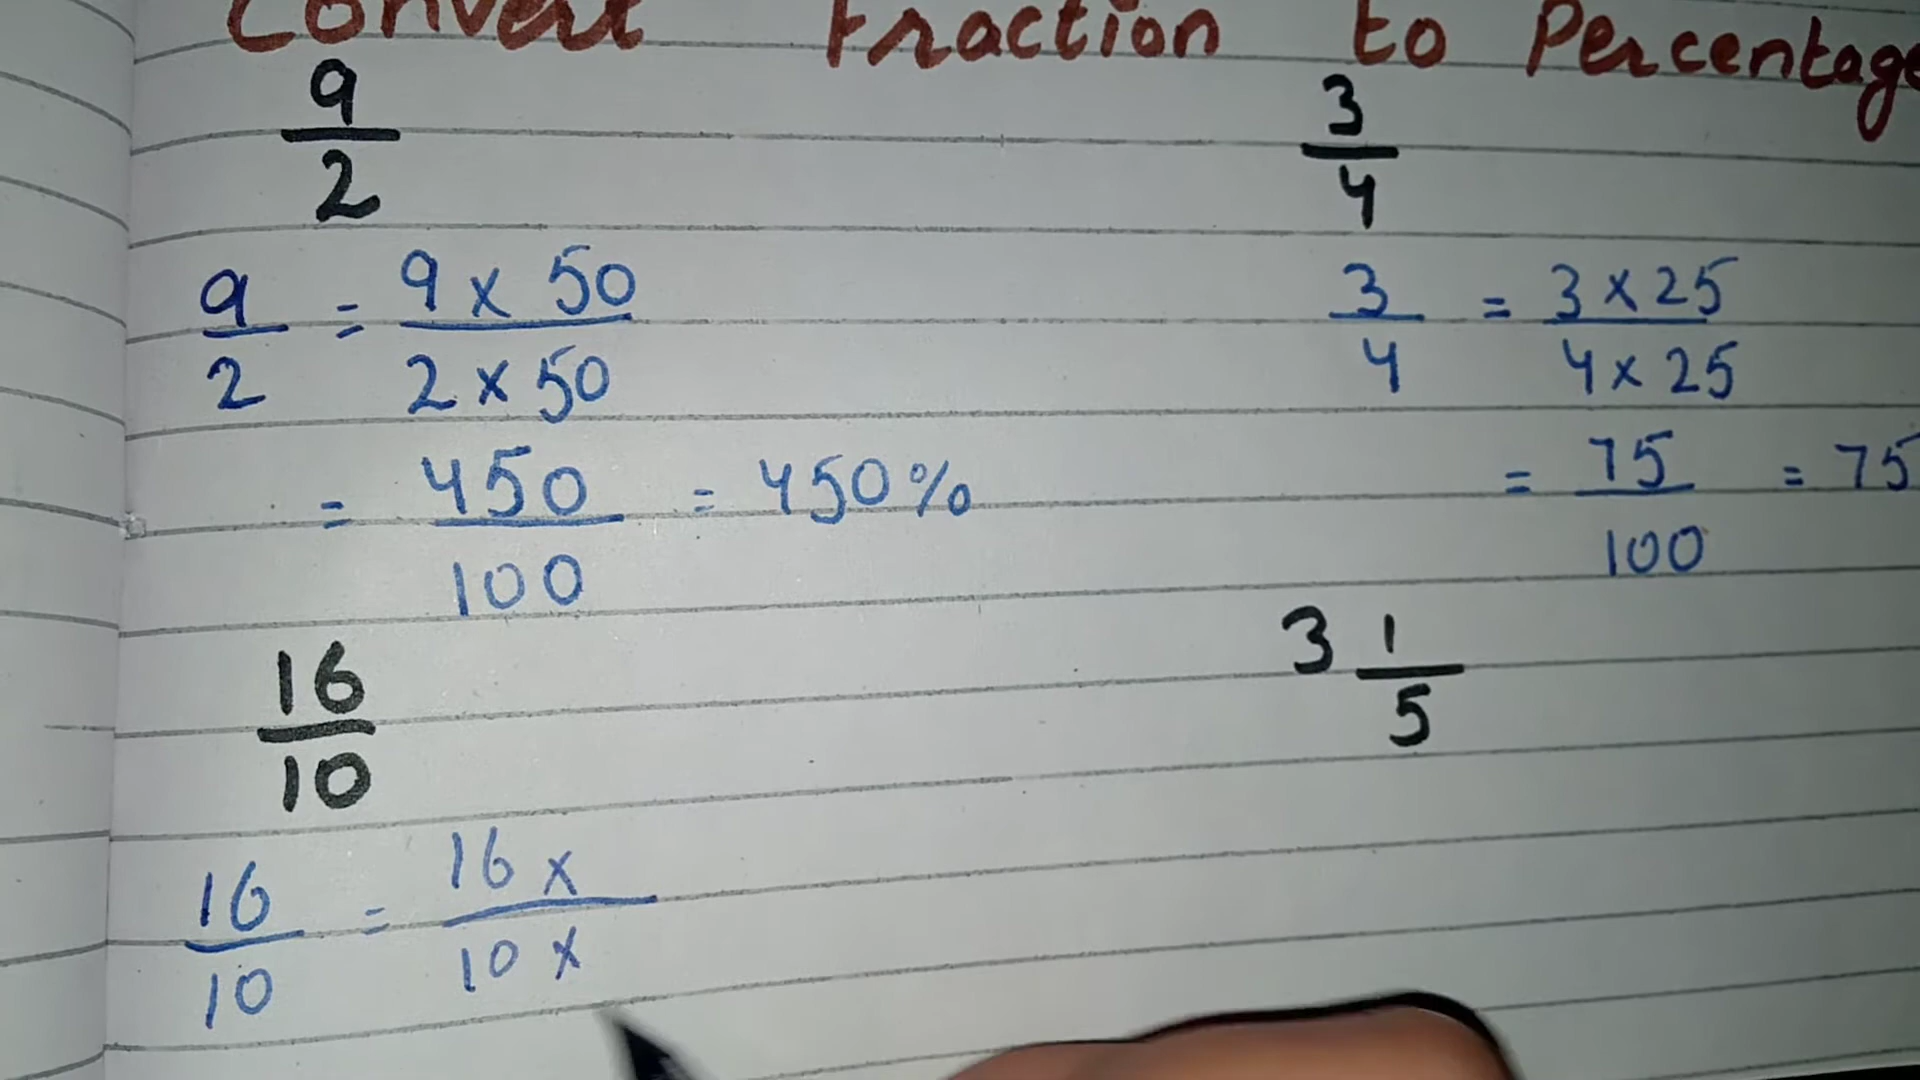 Convert Fraction to Percentage
9/2
3/4
9/2 = 9 x 50 / 2 x 50
= 450/100 = 450%
3/4 = 3 x 25 / 4 x 25
= 75/100 = 75
16/10
3 1/5
16/10 = 16 x / 10 x